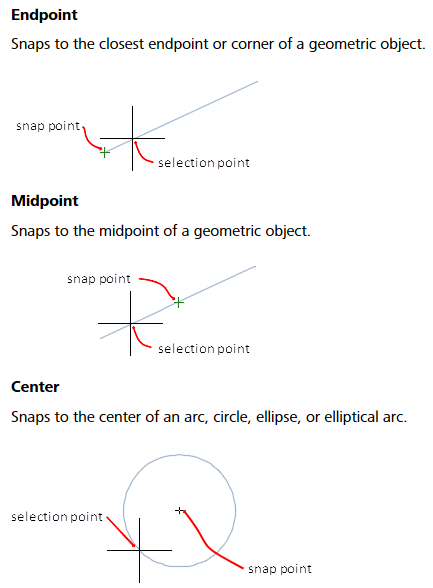 Endpoint
Snaps to the closest endpoint or corner of a geometric object.
snap point
selection point
Midpoint
Snaps to the midpoint of a geometric object.
snap point
selection point
Center
Snaps to the center of an arc, circle, ellipse, or elliptical arc.
selection point
snap point